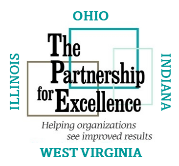 OHIO
ILLINOIS
The
Partnership
for Excellence
INDIANA
Helping organizations
see improved results
WEST VIRGINIA